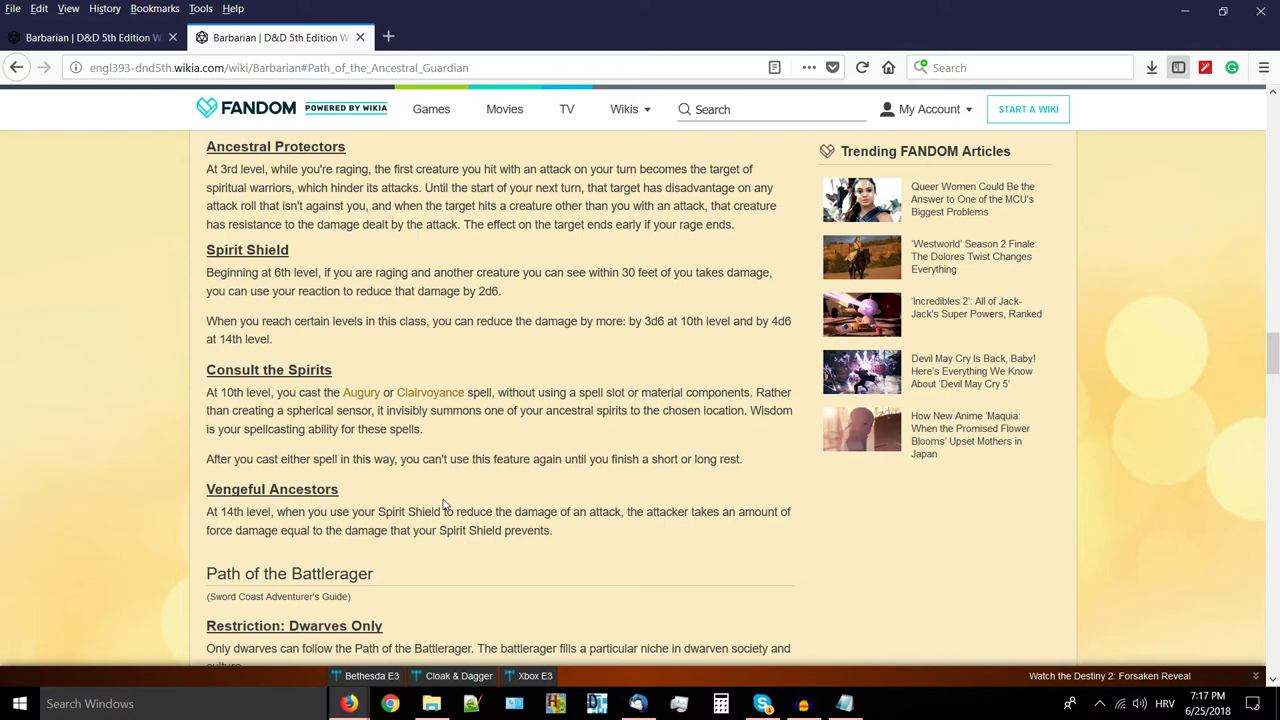 File Edit View History Bookmarks Tools Help
Barbarian | D&D 5th Edition W
Barbarian | D&D 5th Edition W
engl393-dnd5th.wikia.com/wiki/Barbarian#Path_of_the_Ancestral_Guardian
Search
FANDOM POWERED BY WIKIA
Games Movies TV Wikis Search My Account START A WIKI
Ancestral Protectors
At 3rd level, while you're raging, the first creature you hit with an attack on your turn becomes the target of
spiritual warriors, which hinder its attacks. Until the start of your next turn, that target has disadvantage on any
attack roll that isn't against you, and when the target hits a creature other than you with an attack, that creature
has resistance to the damage dealt by the attack. The effect on the target ends early if your rage ends.
Spirit Shield
Beginning at 6th level, if you are raging and another creature you can see within 30 feet of you takes damage,
you can use your reaction to reduce that damage by 2d6.
When you reach certain levels in this class, you can reduce the damage by more: by 3d6 at 10th level and by 4d6
at 14th level.
Consult the Spirits
At 10th level, you cast the Augury or Clairvoyance spell, without using a spell slot or material components. Rather
than creating a spherical sensor, it invisibly summons one of your ancestral spirits to the chosen location. Wisdom
is your spellcasting ability for these spells.
After you cast either spell in this way, you can't use this feature again until you finish a short or long rest.
Vengeful Ancestors
At 14th level, when you use your Spirit Shield to reduce the damage of an attack, the attacker takes an amount of
force damage equal to the damage that your Spirit Shield prevents.
Path of the Battlerager
(Sword Coast Adventurer's Guide)
Restriction: Dwarves Only
Only dwarves can follow the Path of the Battlerager. The battlerager fills a particular niche in dwarven society and
culture.
Trending FANDOM Articles
Queer Women Could Be the
Answer to One of the MCU's
Biggest Problems
'Westworld' Season 2 Finale:
The Dolores Twist Changes
Everything
'Incredibles 2': All of Jack-
Jack's Super Powers, Ranked
Devil May Cry Is Back, Baby!
Here's Everything We Know
About 'Devil May Cry 5'
How New Anime 'Maquia:
When the Promised Flower
Blooms' Upset Mothers in
Japan
Bethesda E3 Cloak & Dagger Xbox E3 Watch the Destiny 2: Forsaken Reveal
Search Windows
HRV
7:17 PM
6/25/2018